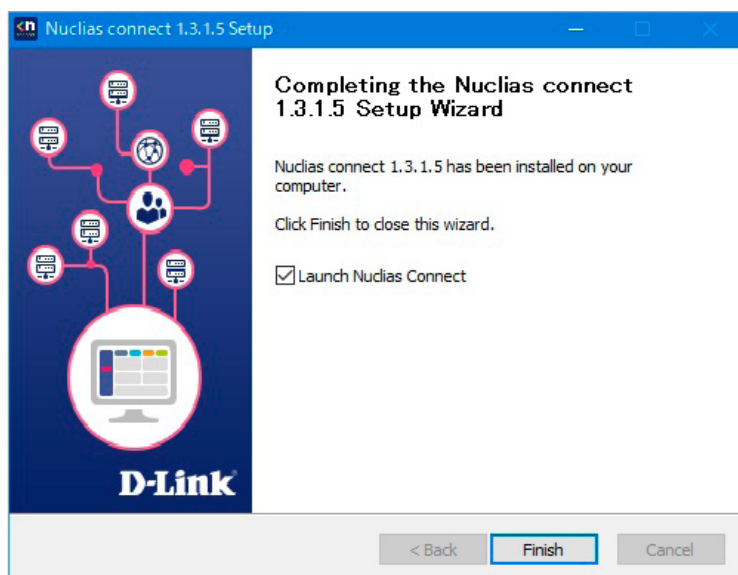 Nuclias connect 1.3.1.5 Setup
Completing the Nuclias connect
1.3.1.5 Setup Wizard
Nuclias connect 1.3.1.5 has been installed on your
computer.
Click Finish to close this wizard.
Launch Nuclias Connect
D-Link
< Back
Finish
Cancel